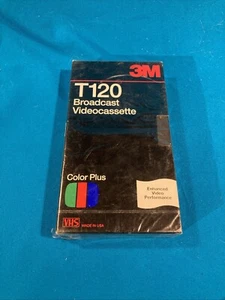 3M
T120
Broadcast
Videocassette
Color Plus
Enhanced
Video
Performance
VHS MADE IN USA